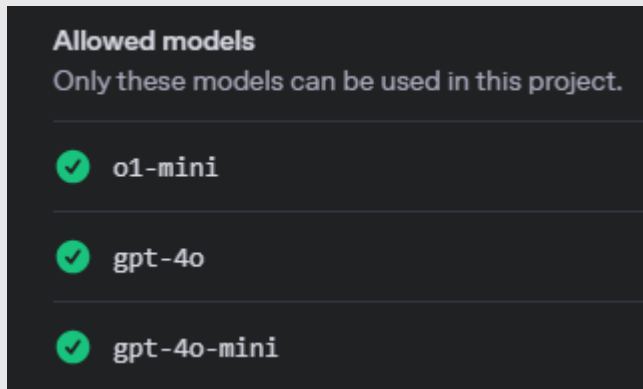 Allowed models
Only these models can be used in this project.
o1-mini
gpt-4o
gpt-4o-mini